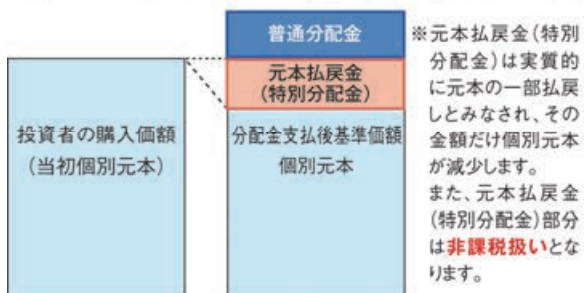 普通分配金
元本払戻金
(特別分配金)
投資者の購入価額
(当初個別元本)
分配金支払後基準価額
個別元本
※元本払戻金(特別
分配金)は実質的
に元本の一部払戻
しとみなされ、その
金額だけ個別元本
が減少します。
また、元本払戻金
(特別分配金)部分
は非課税扱いとな
ります。